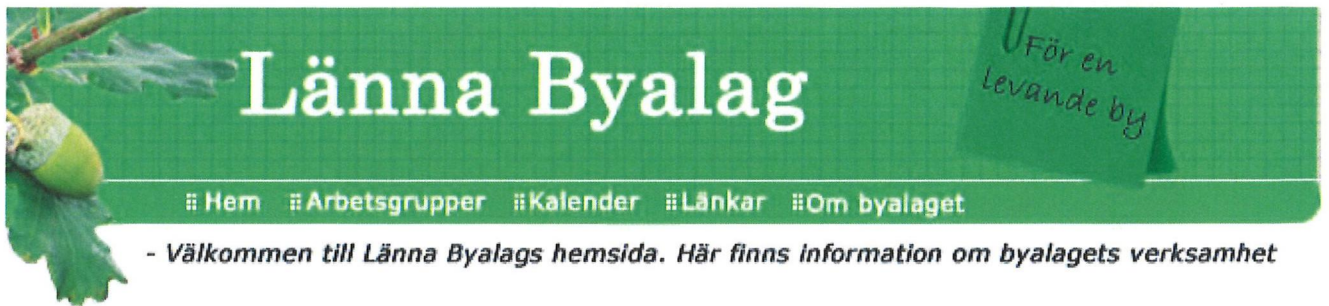 Länna Byalag
För en
levande by
Hem Arbetsgrupper Kalender Länkar Om byalaget
- Välkommen till Länna Byalags hemsida. Här finns information om byalagets verksamhet